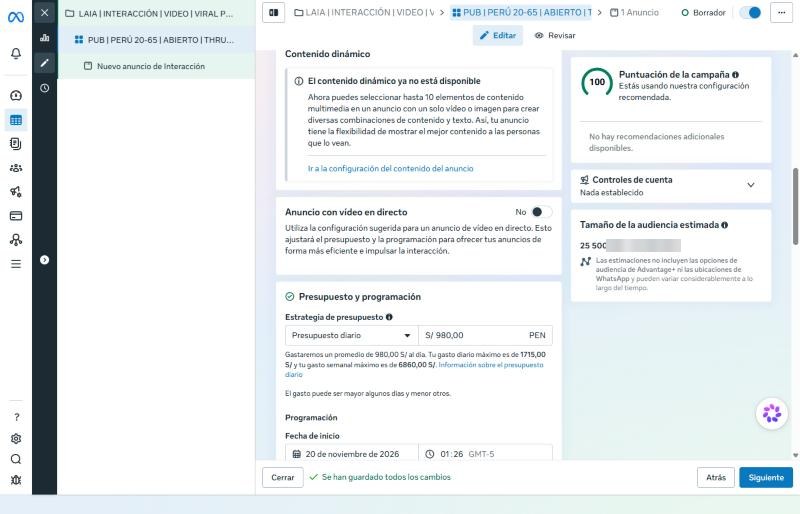 LAIA | INTERACCIÓN | VIDEO | VIRAL P...
PUB | PERÚ 20-65 | ABIERTO | THRU...
Nuevo anuncio de Interacción
LAIA | INTERACCIÓN | VIDEO | V
PUB | PERÚ 20-65 | ABIERTO | T
1 Anuncio
Borrador
Editar
Revisar
Contenido dinámico
El contenido dinámico ya no está disponible
Ahora puedes seleccionar hasta 10 elementos de contenido
multimedia en un anuncio con un solo vídeo o imagen para crear
diversas combinaciones de contenido y texto. Así, tu anuncio
tiene la flexibilidad de mostrar el mejor contenido a las personas
que lo vean.
Ir a la configuración del contenido del anuncio
Anuncio con vídeo en directo
No
Utiliza la configuración sugerida para un anuncio de vídeo en directo. Esto
ajustará el presupuesto y la programación para ofrecer tus anuncios de
forma más eficiente e impulsar la interacción.
Presupuesto y programación
Estrategia de presupuesto
Presupuesto diario
S/ 980,00
PEN
Gastaremos un promedio de 980,00 S/ al día. Tu gasto diario máximo es de 1715,00
S/ y tu gasto semanal máximo es de 6860,00 S/. Información sobre el presupuesto
diario
El gasto puede ser mayor algunos días y menor otros.
Programación
Fecha de inicio
20 de noviembre de 2026
01:26 GMT-5
100
Puntuación de la campaña
Estás usando nuestra configuración
recomendada.
No hay recomendaciones adicionales
disponibles.
Controles de cuenta
Nada establecido
Tamaño de la audiencia estimada
25 500
Las estimaciones no incluyen las opciones de
audiencia de Advantage+ ni las ubicaciones de
WhatsApp y pueden variar considerablemente a lo
largo del tiempo.
Cerrar
Se han guardado todos los cambios
Atrás
Siguiente